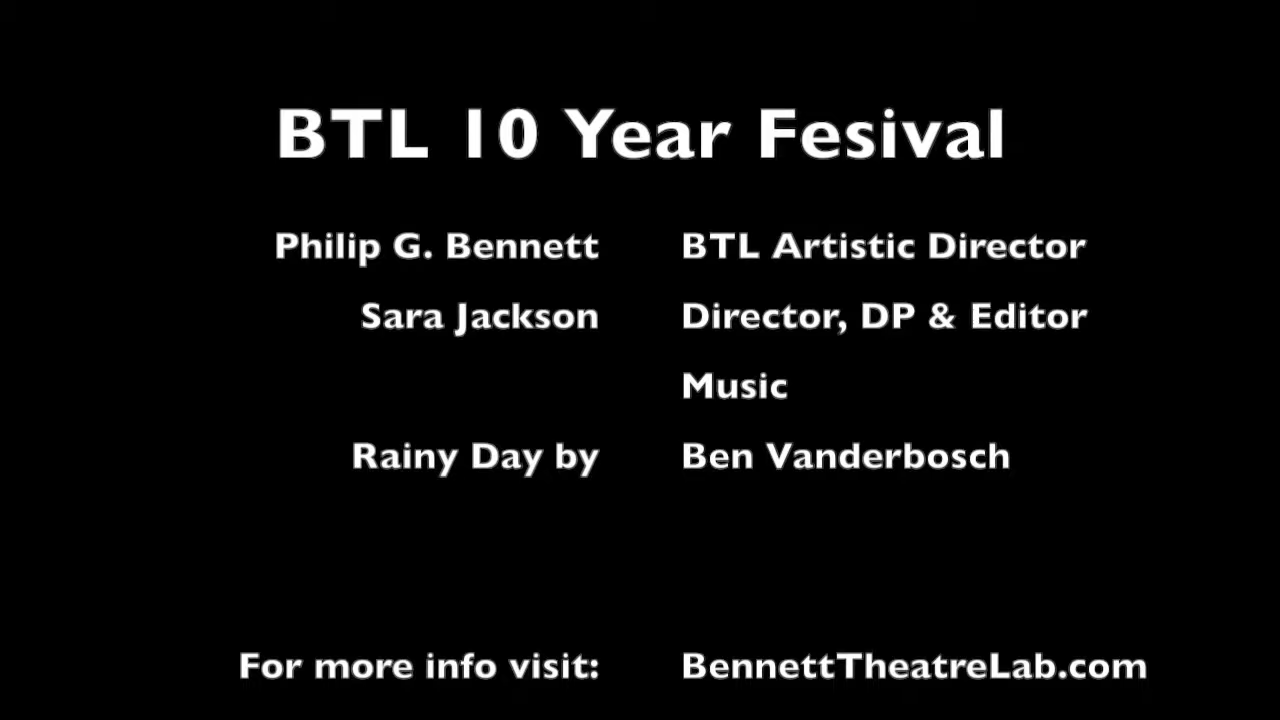 BTL 10 Year Fesival
Philip G. Bennett BTL Artistic Director
Sara Jackson Director, DP & Editor
Music
Rainy Day by Ben Vanderbosch
For more info visit: BennettTheatreLab.com